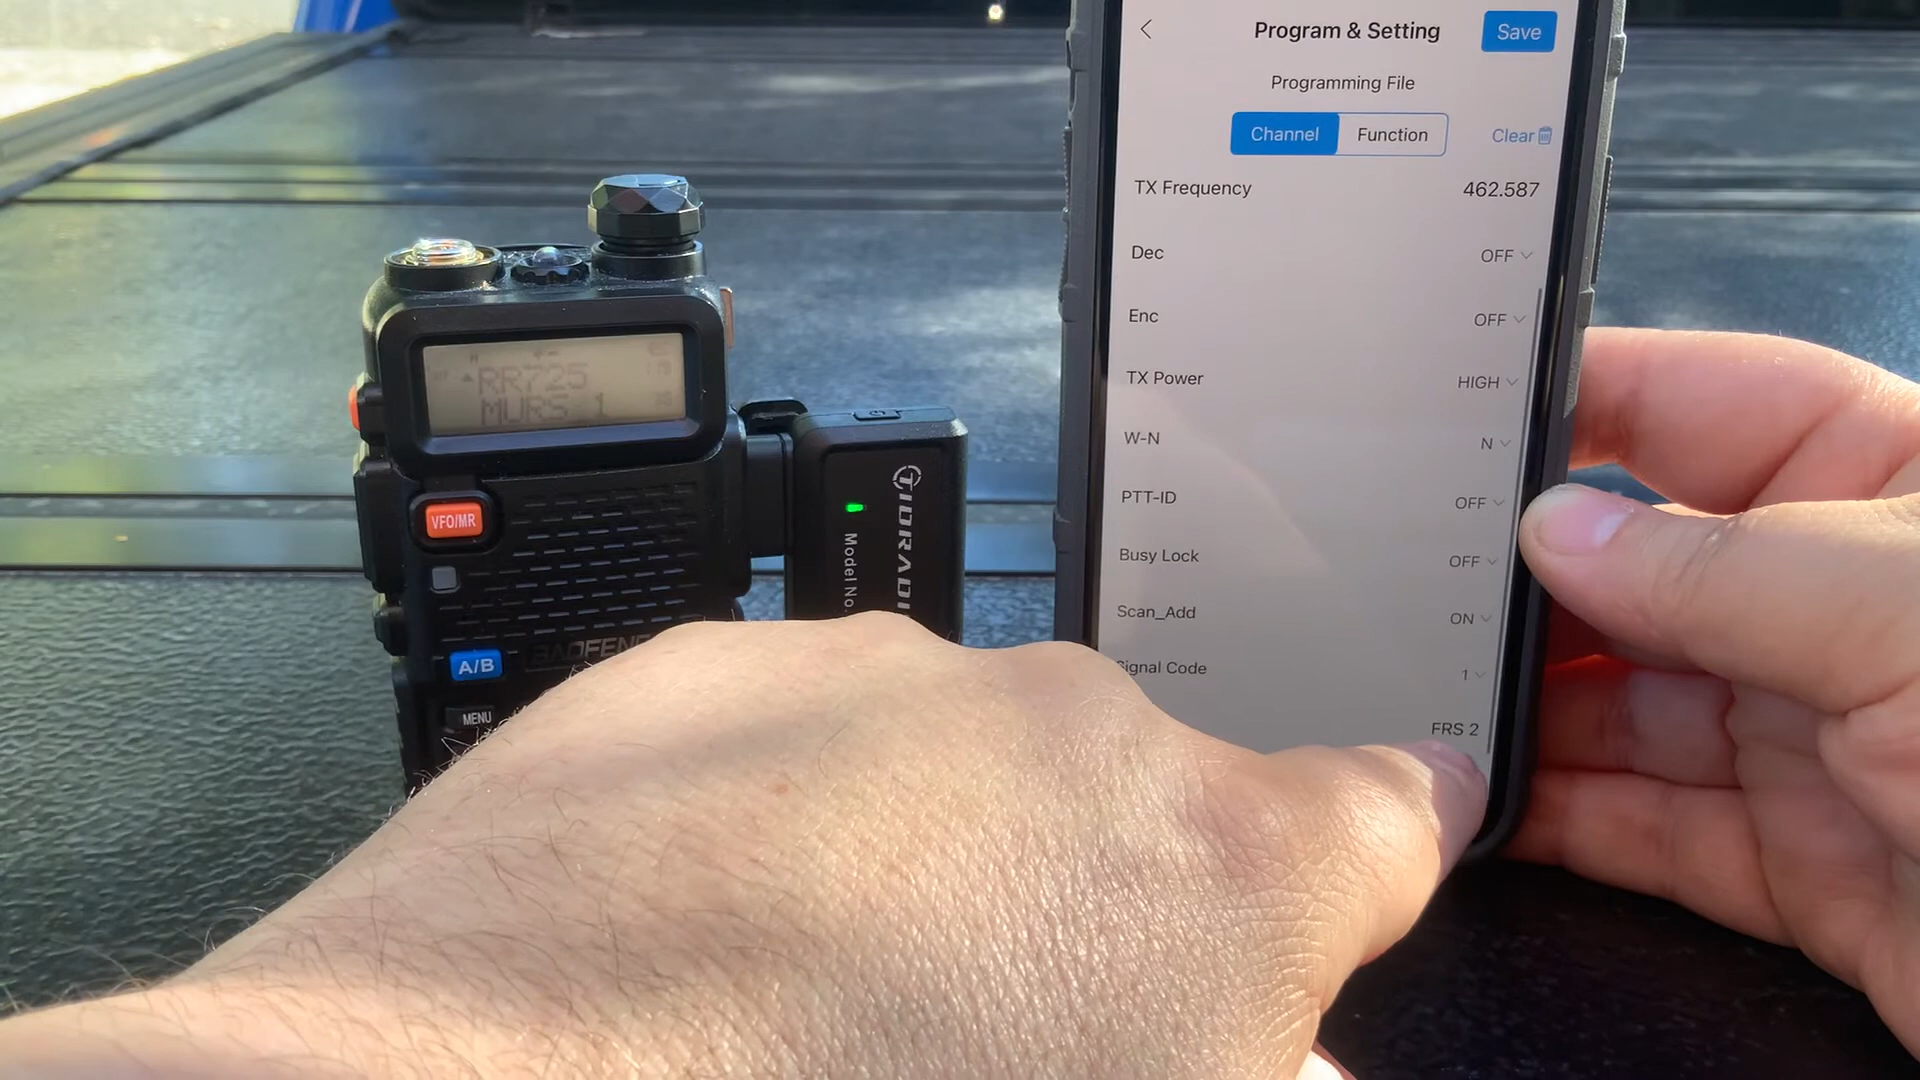 Program & Setting
Save
Programming File
Channel
Function
Clear
TX Frequency
462.587
Dec
OFF
Enc
OFF
TX Power
HIGH
W-N
N
PTT-ID
OFF
Busy Lock
OFF
Scan_Add
ON
Signal Code
1
FRS 2
RR725
MURS 1
VFO/MR
A/B
MENU
Model No.